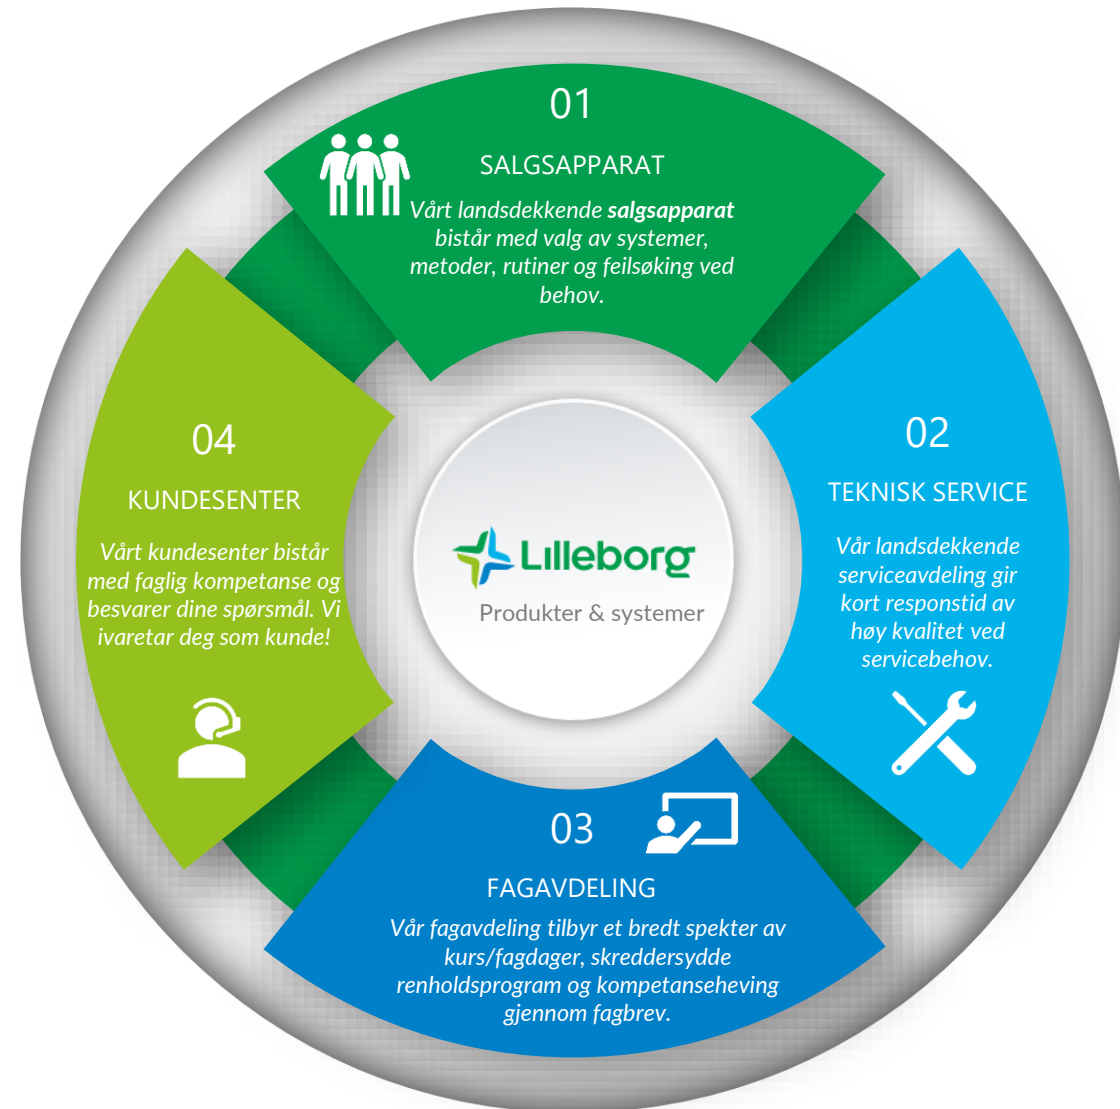 01
SALGSAPPARAT
Vårt landsdekkende salgsapparat
bistår med valg av systemer,
metoder, rutiner og feilsøking ved
behov.
02
TEKNISK SERVICE
Vår landsdekkende
serviceavdeling gir
kort responstid av
høy kvalitet ved
servicebehov.
03
FAGAVDELING
Vår fagavdeling tilbyr et bredt spekter av
kurs/fagdager, skreddersydde
renholdsprogram og kompetanseheving
gjennom fagbrev.
04
KUNDESENTER
Vårt kundesenter bistår
med faglig kompetanse og
besvarer dine spørsmål. Vi
ivaretar deg som kunde!
Lilleborg
Produkter & systemer